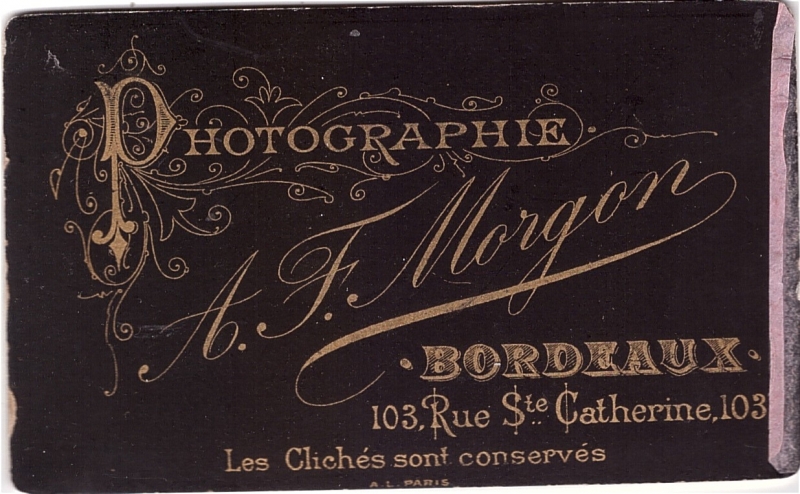 PHOTOGRAPHIE.
A. F. Morgon
·BORDEAUX·
103, Rue Ste Catherine, 103
Les Clichés sont conservés
A. L. PARIS